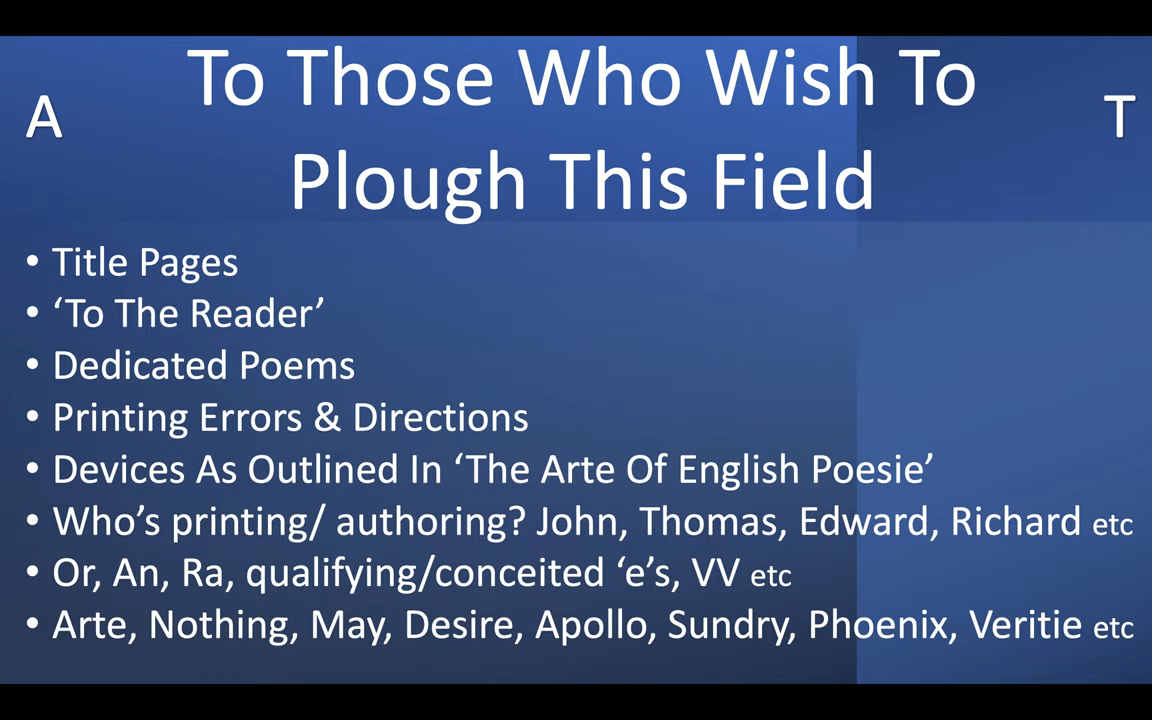 To Those Who Wish To
A
T
Plough This Field
• Title Pages
• ‘To The Reader’
• Dedicated Poems
• Printing Errors & Directions
• Devices As Outlined In ‘The Arte Of English Poesie’
• Who’s printing/ authoring? John, Thomas, Edward, Richard etc
• Or, An, Ra, qualifying/conceited ‘e’s, VV etc
• Arte, Nothing, May, Desire, Apollo, Sundry, Phoenix, Veritie etc